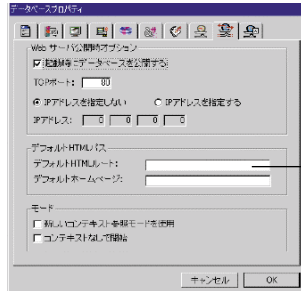 データベースプロパティ
Web サーバ公開時オプション
起動時にデータベースを公開する
TCPポート： 80
IPアドレスを指定しない IPアドレスを指定する
IPアドレス： 0 0 0 0
デフォルトHTMLパス
デフォルトHTMLルート：
デフォルトホームページ：
モード
新しいコンテキスト参照モードを使用
コンテキストなしで開始
キャンセル OK